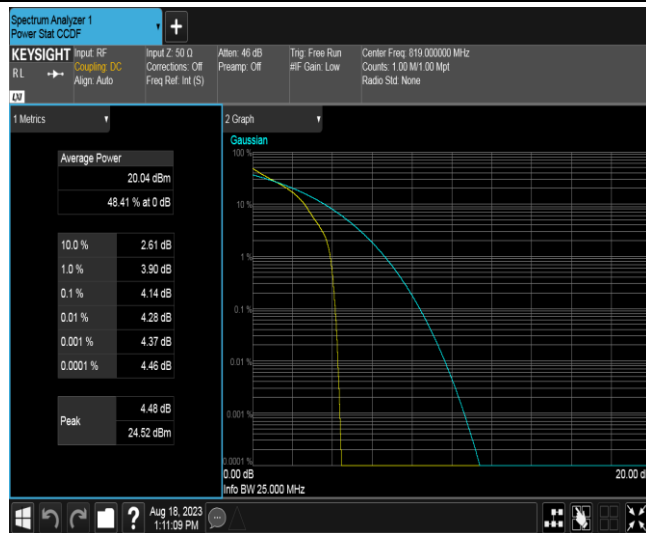 Spectrum Analyzer 1
Power Stat CCDF
+
KEYSIGHT
RL
Input: RF
Coupling: DC
Align: Auto
Input Z: 50 Ω
Corrections: Off
Freq Ref: Int (S)
Atten: 46 dB
Preamp: Off
Trig: Free Run
#IF Gain: Low
Center Freq: 819.000000 MHz
Counts: 1.00 M/1.00 Mpt
Radio Std: None
1 Metrics
Average Power
20.04 dBm
48.41 % at 0 dB
10.0 % 2.61 dB
1.0 % 3.90 dB
0.1 % 4.14 dB
0.01 % 4.28 dB
0.001 % 4.37 dB
0.0001 % 4.46 dB
Peak
4.48 dB
24.52 dBm
2 Graph
Gaussian
100 %
10 %
1 %
0.1 %
0.01 %
0.001 %
0.0001 %
0.00 dB
20.00 d
Info BW 25.000 MHz
?
Aug 18, 2023
1:11:09 PM